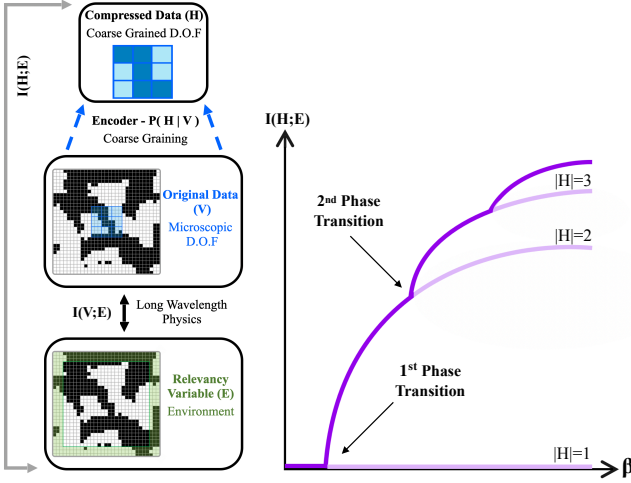 Compressed Data (H)
Coarse Grained D.O.F
I(H;E)
Encoder - P( H | V )
Coarse Graining
Original Data
(V)
Microscopic
D.O.F
I(V;E)
Long Wavelength
Physics
Relevancy
Variable (E)
Environment
I(H;E)
|H|=3
2nd Phase
Transition
|H|=2
1st Phase
Transition
|H|=1
β